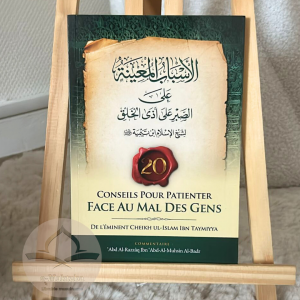 الأسباب المعينة
على
الصبر على أذى الخلق
لشيخ الإسلام ابن تيمية
20
Conseils Pour Patienter
Face Au Mal Des Gens
De l'éminent Cheikh ul-Islam Ibn Taymiyya
Commentaire
'Abd Ar-Razzâq Ibn 'Abd-Al-Muhsin Al-Badr